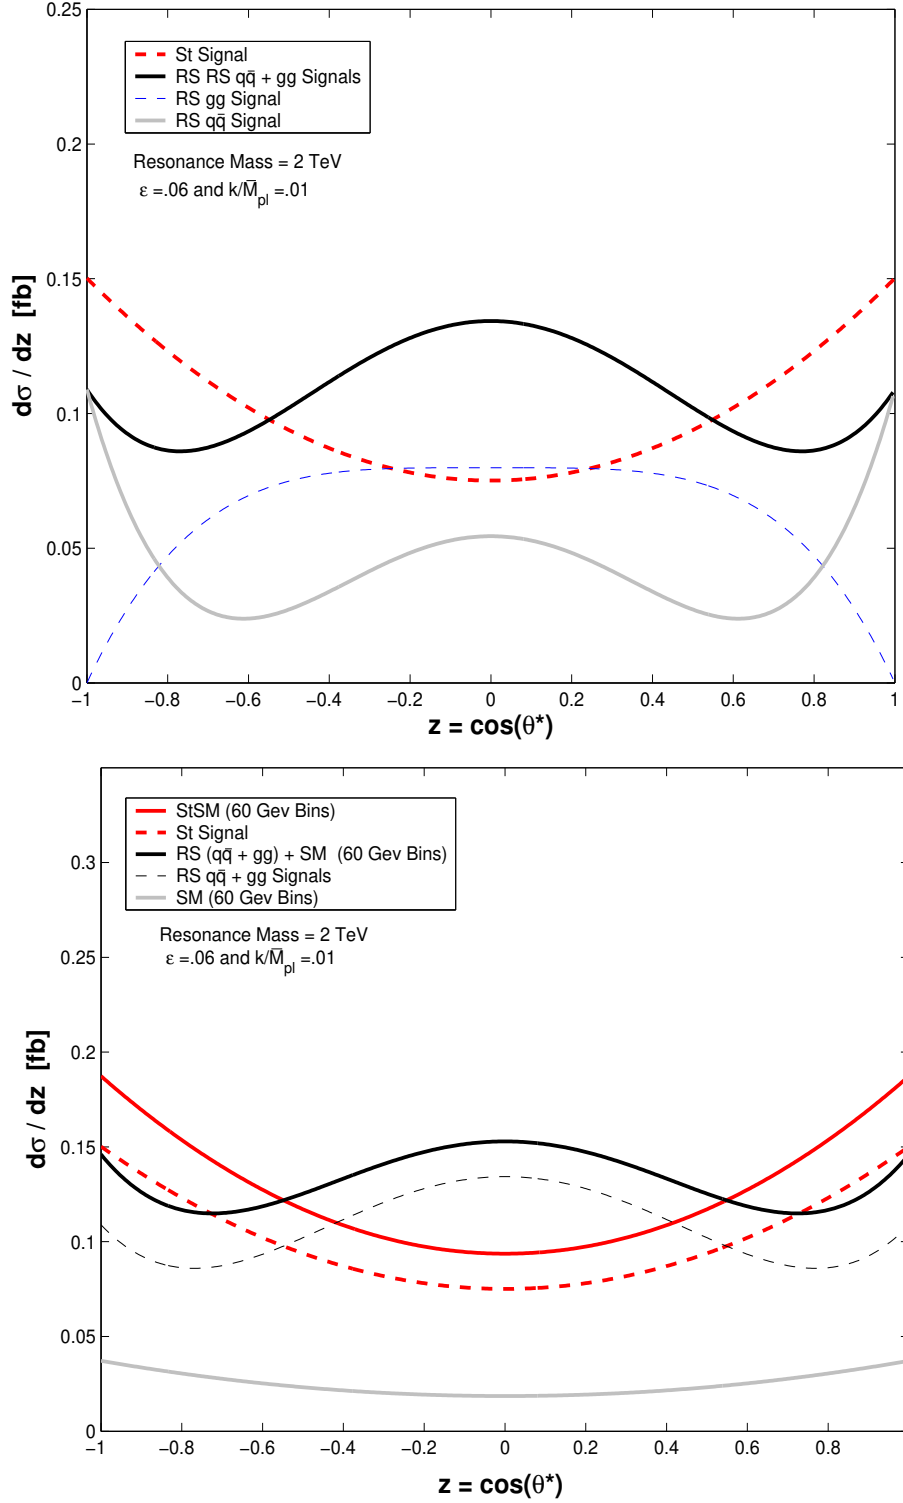 0.25
St Signal
RS RS qq̄ + gg Signals
RS gg Signal
RS qq̄ Signal
0.2
Resonance Mass = 2 TeV
ε =.06 and k/M̄pl =.01
0.15
dσ / dz [fb]
0.1
0.05
0
−1 −0.8 −0.6 −0.4 −0.2 0 0.2 0.4 0.6 0.8 1
z = cos(θ*)
StSM (60 Gev Bins)
St Signal
RS (qq̄ + gg) + SM (60 Gev Bins)
RS qq̄ + gg Signals
SM (60 Gev Bins)
0.3
Resonance Mass = 2 TeV
ε =.06 and k/M̄pl =.01
0.25
0.2
dσ / dz [fb]
0.15
0.1
0.05
0
−1 −0.8 −0.6 −0.4 −0.2 0 0.2 0.4 0.6 0.8
z = cos(θ*)